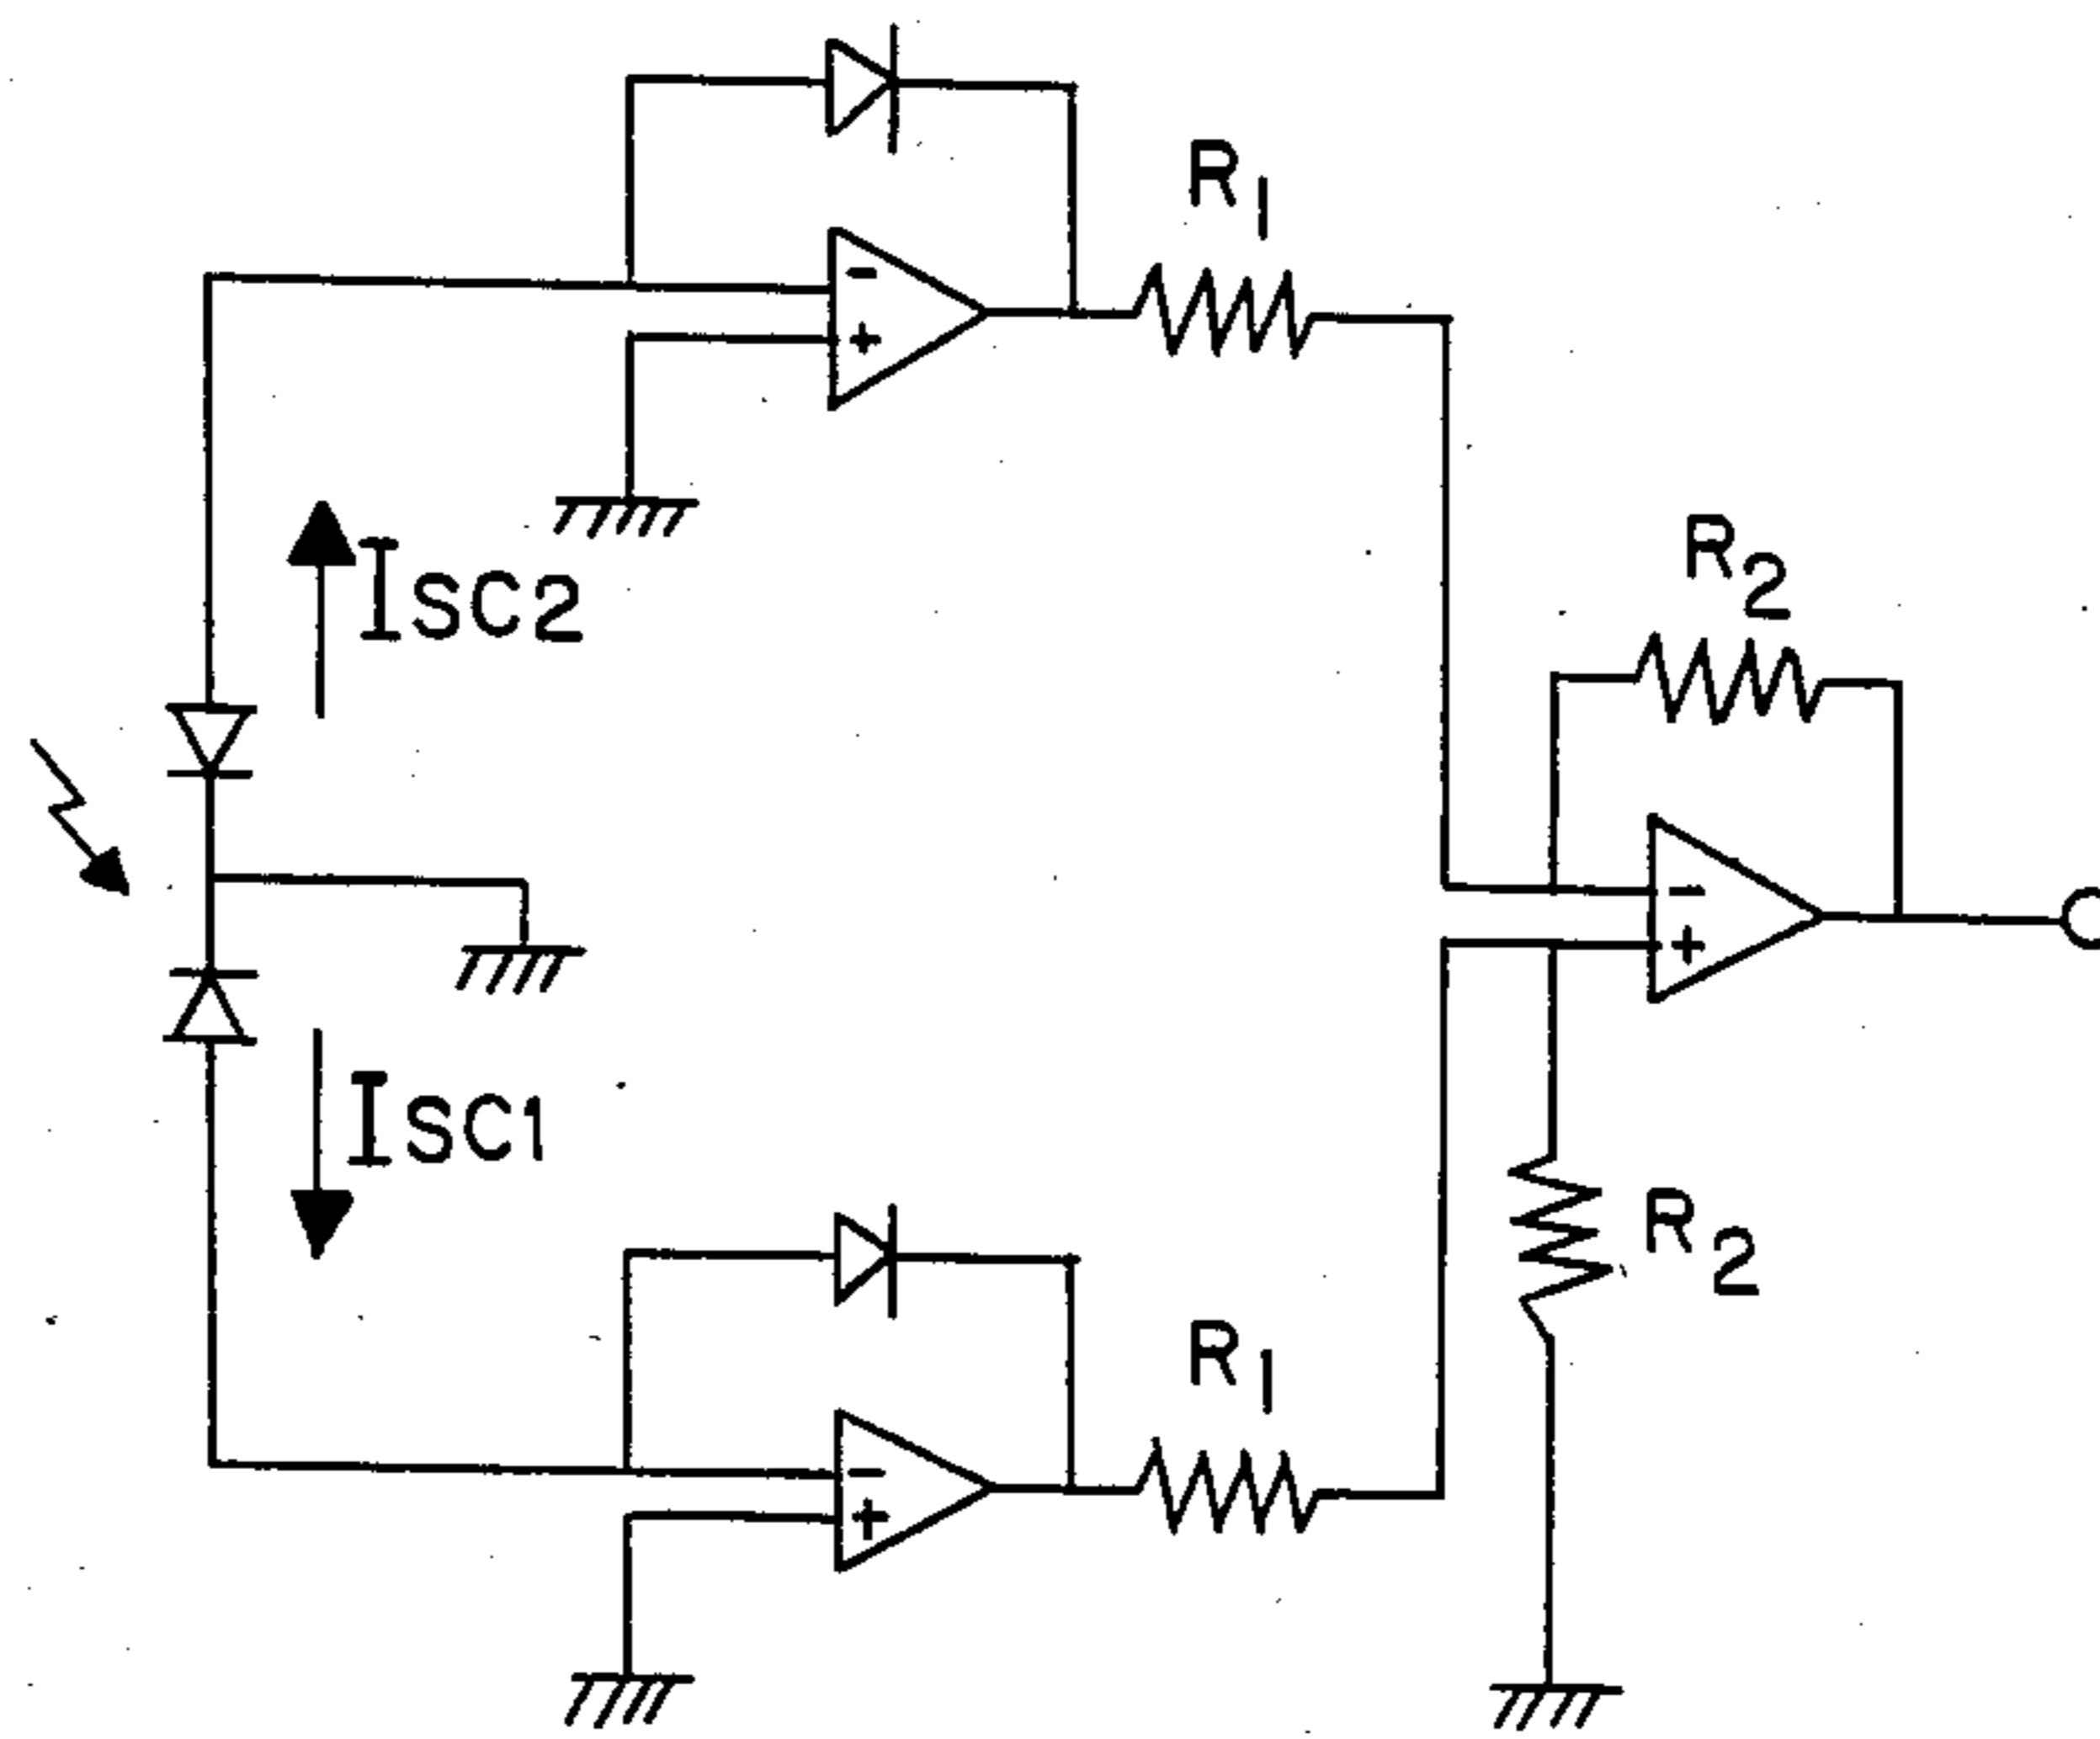 R1
-
+
ISC2
R2
-
+
ISC1
R2
R1
-
+